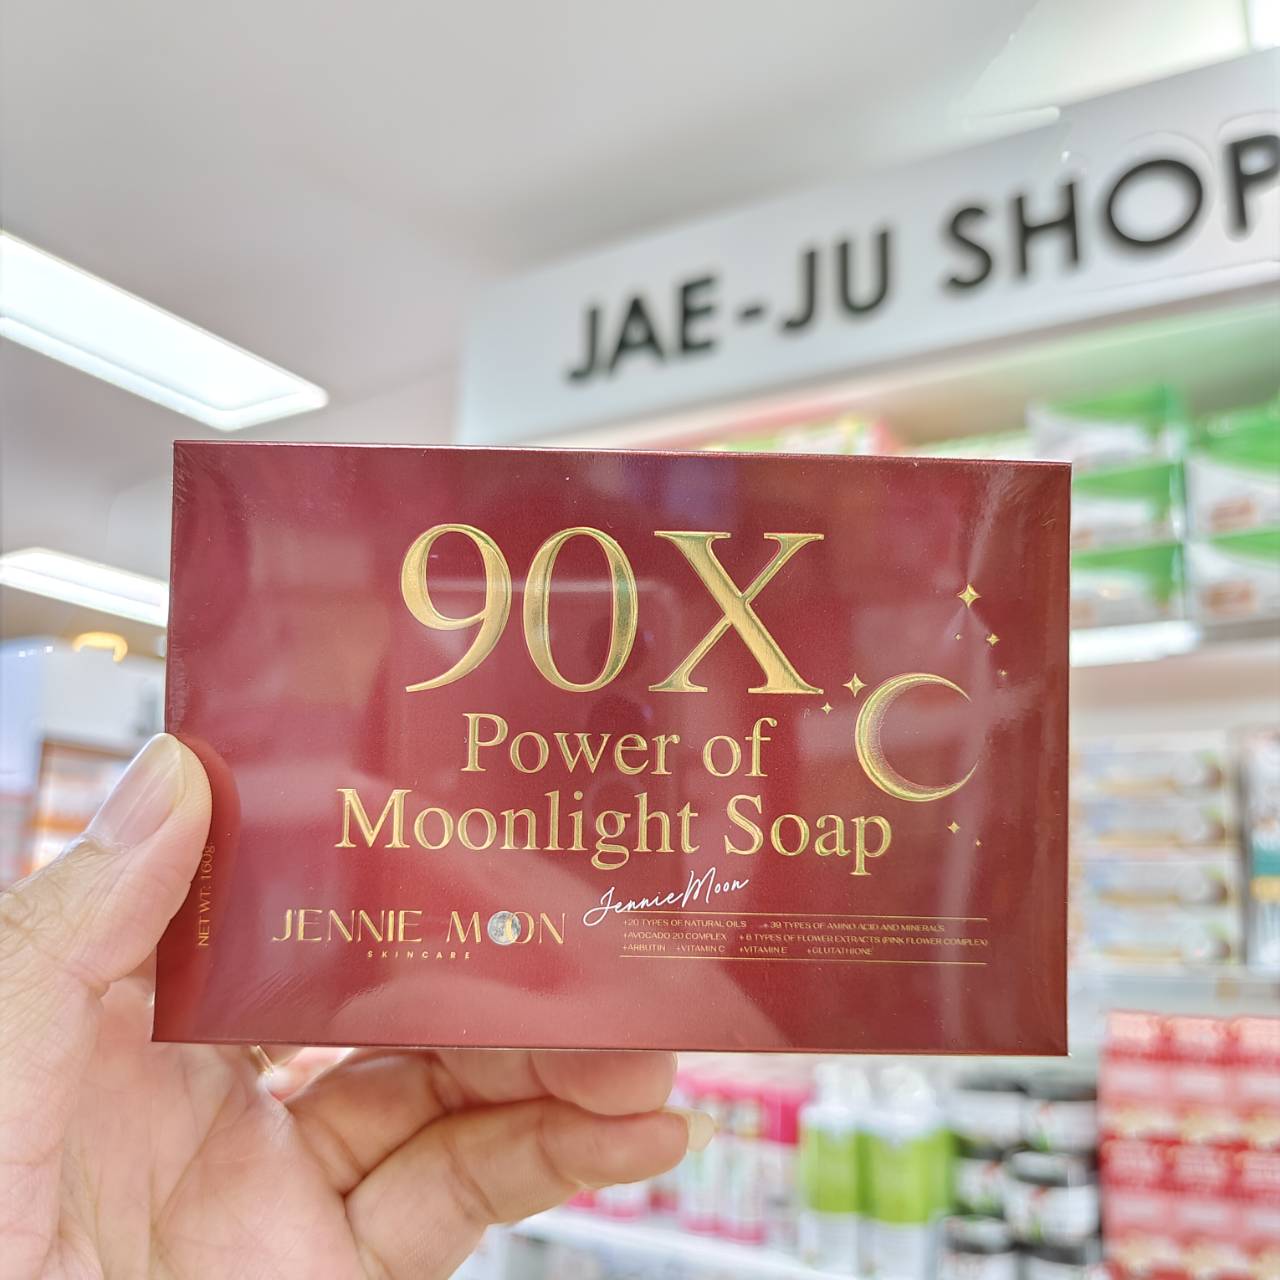 JAE-JU SHOP
90X
Power of
Moonlight Soap
JennieMoon
JENNIE MOON
SKINCARE
+20 TYPES OF NATURAL OILS +39 TYPES OF AMINO ACID AND MINERALS
+AVOCADO 20 COMPLEX +6 TYPES OF FLOWER EXTRACTS (PINK FLOWER COMPLEX)
+ARBUTIN +VITAMIN C +VITAMIN E +GLUTATHIONE
NET WT: 160g.